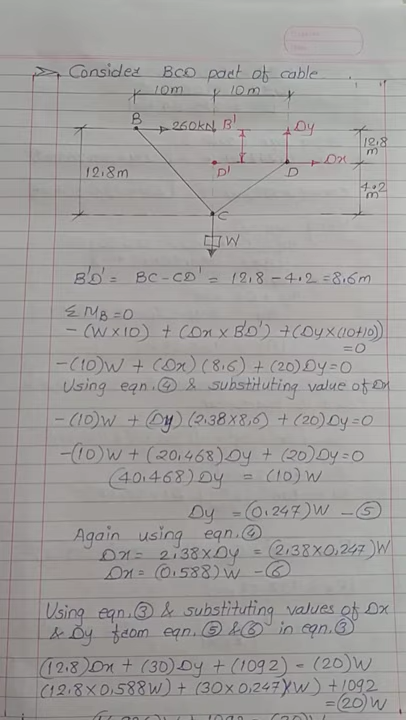 ⇒ Consider BCD part of cable.
10m 10m
B 260kN B' Dy
12.8m
D' D Dx
12.8m
4.2m
C
W
B'D' = BC - CD' = 12.8 - 4.2 = 8.6m
ΣMB = 0
-(W×10) + (Dx × B'D') + (Dy×(10+10)) = 0
-(10)W + (Dx)(8.6) + (20)Dy = 0
Using eqn. ④ & substituting value of Dx
-(10)W + (Dy)(2.38×8.6) + (20)Dy = 0
-(10)W + (20.468)Dy + (20)Dy = 0
(40.468)Dy = (10)W
Dy = (0.247)W - ⑤
Again using eqn. ④
Dx = 2.38×Dy = (2.38×0.247)W
Dx = (0.588)W - ⑥
Using eqn. ③ & substituting values of Dx
& Dy from eqn. ⑤ & ⑥ in eqn. ③
(12.8)Dx + (30)Dy + (1092) = (20)W
(12.8×0.588W) + (30×0.247)(W) + 1092
= (20)W